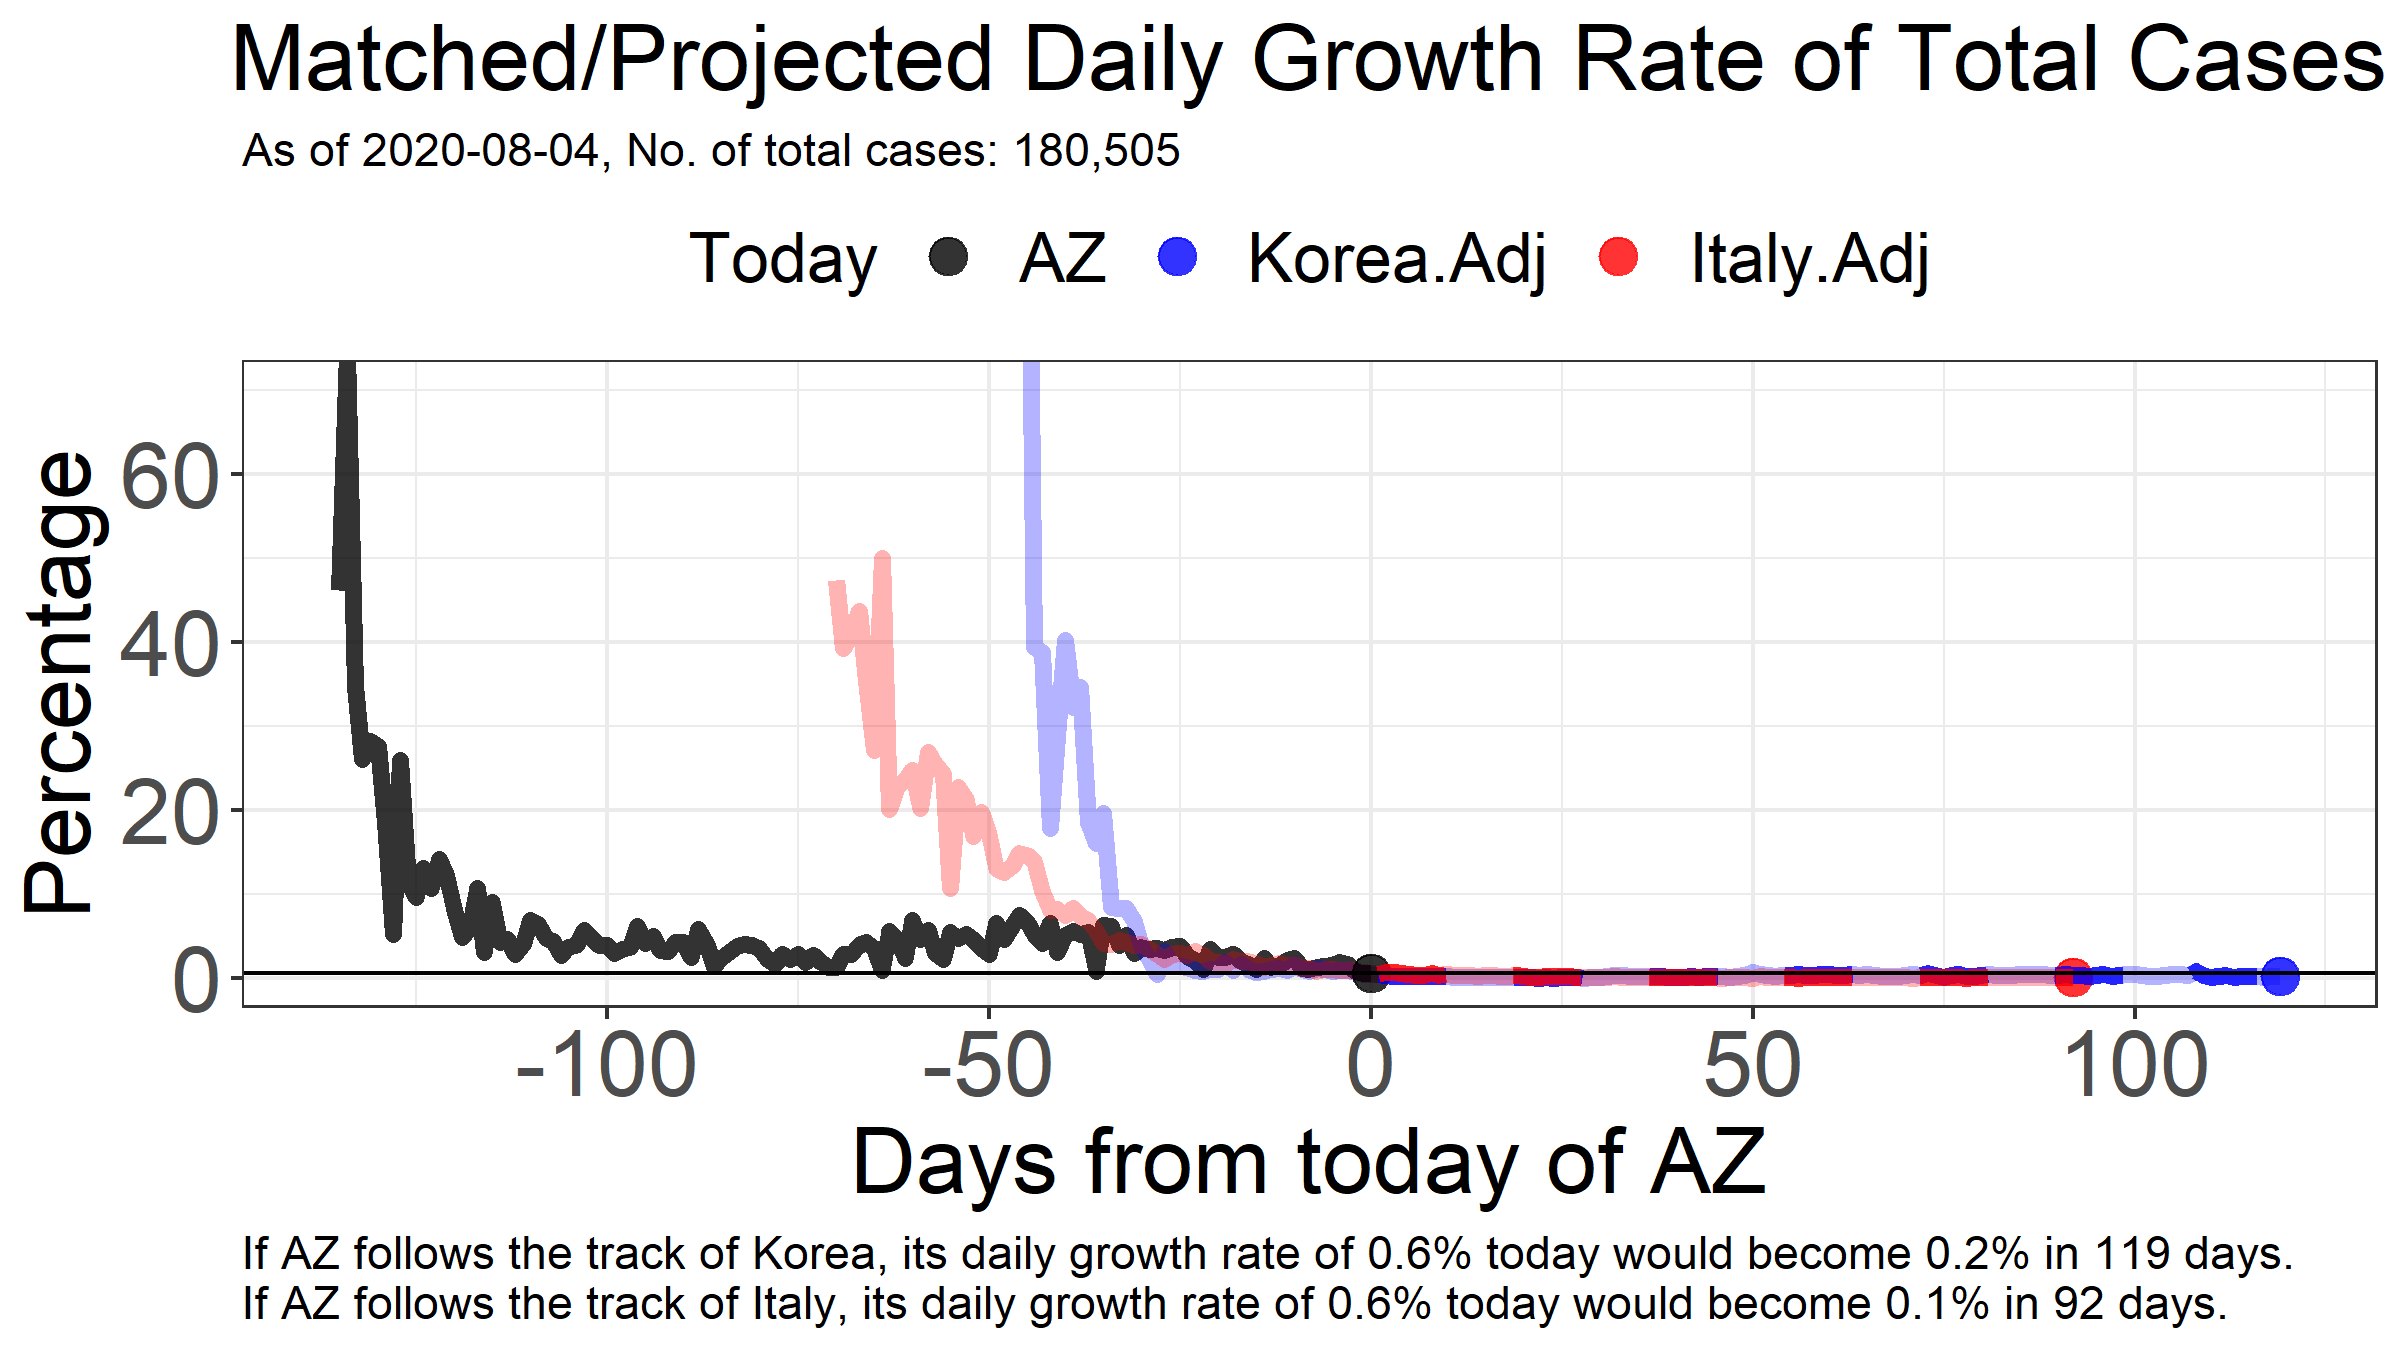 Matched/Projected Daily Growth Rate of Total Cases
As of 2020-08-04, No. of total cases: 180,505
Today AZ Korea.Adj Italy.Adj
Percentage
60
40
20
0
-100 -50 0 50 100
Days from today of AZ
If AZ follows the track of Korea, its daily growth rate of 0.6% today would become 0.2% in 119 days.
If AZ follows the track of Italy, its daily growth rate of 0.6% today would become 0.1% in 92 days.